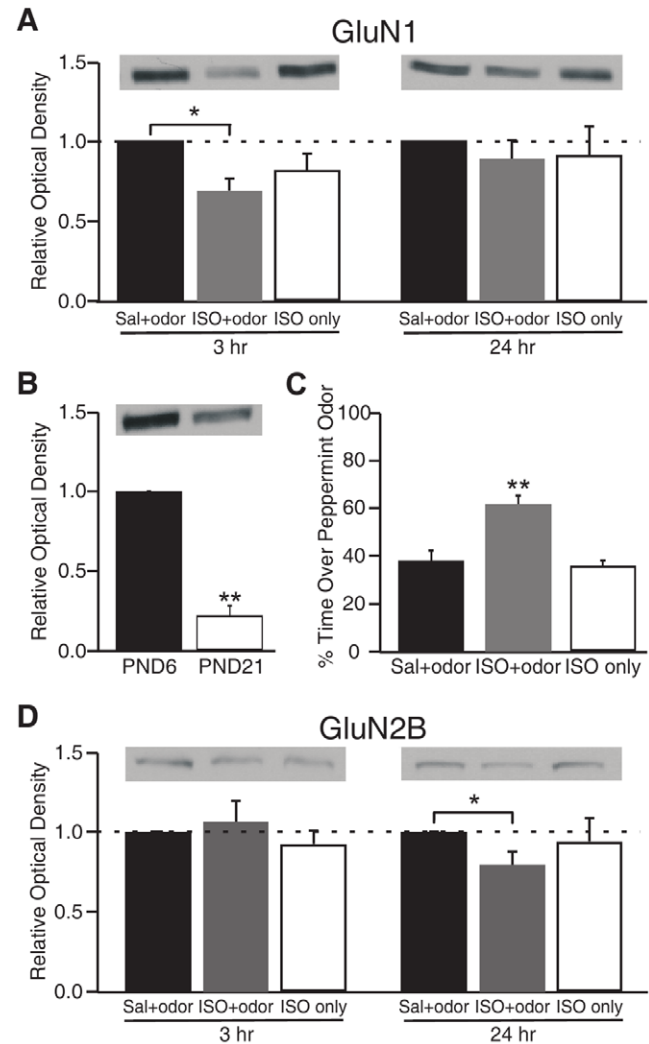 A
GluN1
Relative Optical Density
1.5
1.0
0.5
0.0
*
Sal+odor ISO+odor ISO only
3 hr
Sal+odor ISO+odor ISO only
24 hr
B
Relative Optical Density
1.5
1.0
0.5
0.0
**
PND6 PND21
C
% Time Over Peppermint Odor
100
80
60
40
20
0
**
Sal+odor ISO+odor ISO only
D
GluN2B
Relative Optical Density
1.5
1.0
0.5
0.0
*
Sal+odor ISO+odor ISO only
3 hr
Sal+odor ISO+odor ISO only
24 hr